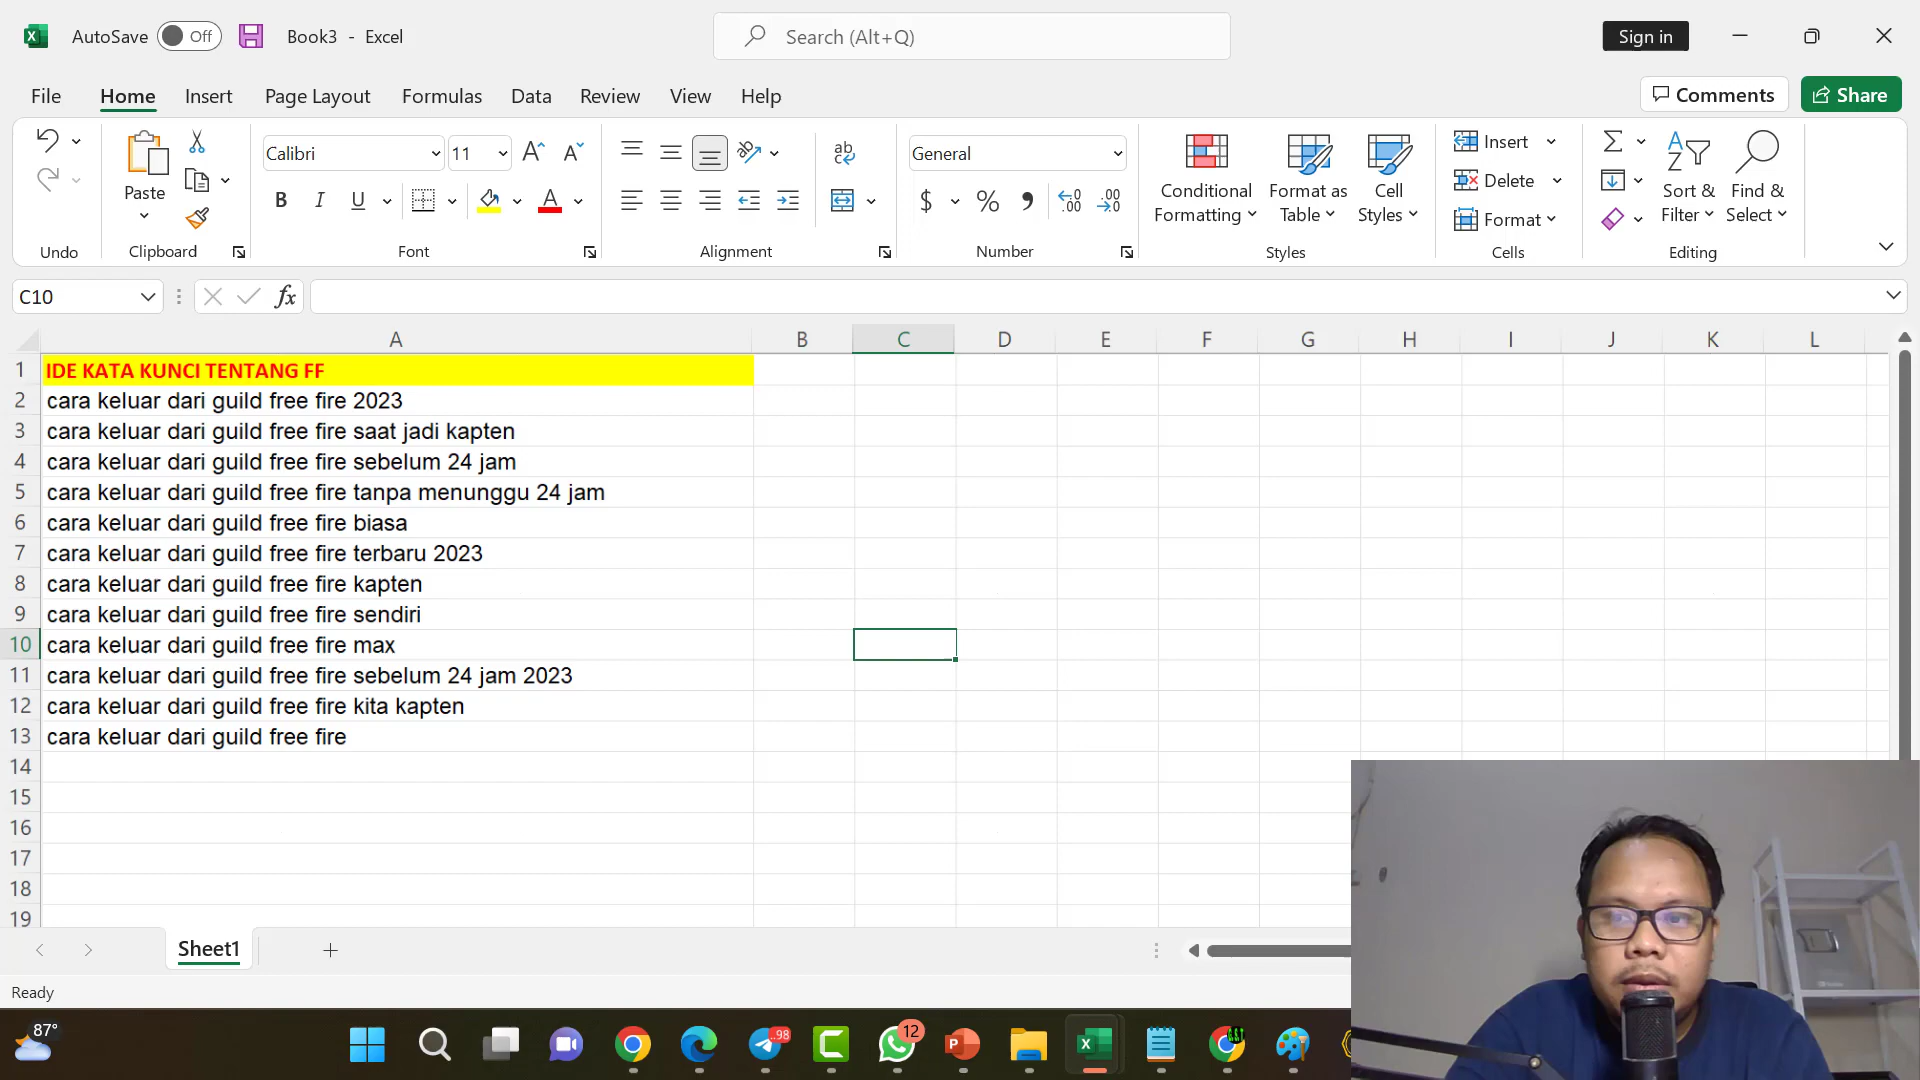 AutoSave Off Book3 - Excel Search (Alt+Q) Sign in
File Home Insert Page Layout Formulas Data Review View Help Comments Share
Calibri 11 ab General Insert
Paste Conditional Format as Cell Delete Sort & Find &
Formatting Table Styles Format Filter Select
Undo Clipboard Font Alignment Number Styles Cells Editing
C10 fx
A B C D E F G H I J K L
1 IDE KATA KUNCI TENTANG FF
2 cara keluar dari guild free fire 2023
3 cara keluar dari guild free fire saat jadi kapten
4 cara keluar dari guild free fire sebelum 24 jam
5 cara keluar dari guild free fire tanpa menunggu 24 jam
6 cara keluar dari guild free fire biasa
7 cara keluar dari guild free fire terbaru 2023
8 cara keluar dari guild free fire kapten
9 cara keluar dari guild free fire sendiri
10 cara keluar dari guild free fire max
11 cara keluar dari guild free fire sebelum 24 jam 2023
12 cara keluar dari guild free fire kita kapten
13 cara keluar dari guild free fire
14
15
16
17
18
19
Sheet1
Ready
87° ..98 12